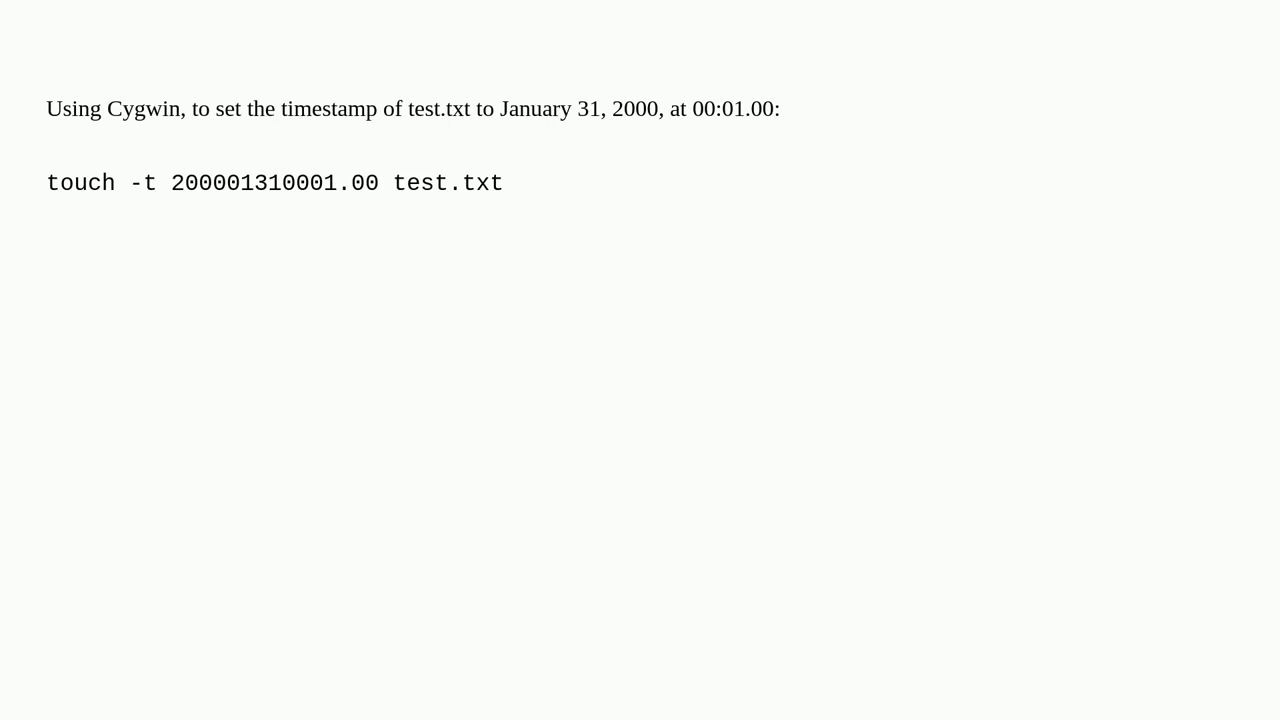 Using Cygwin, to set the timestamp of test.txt to January 31, 2000, at 00:01.00:
touch -t 200001310001.00 test.txt